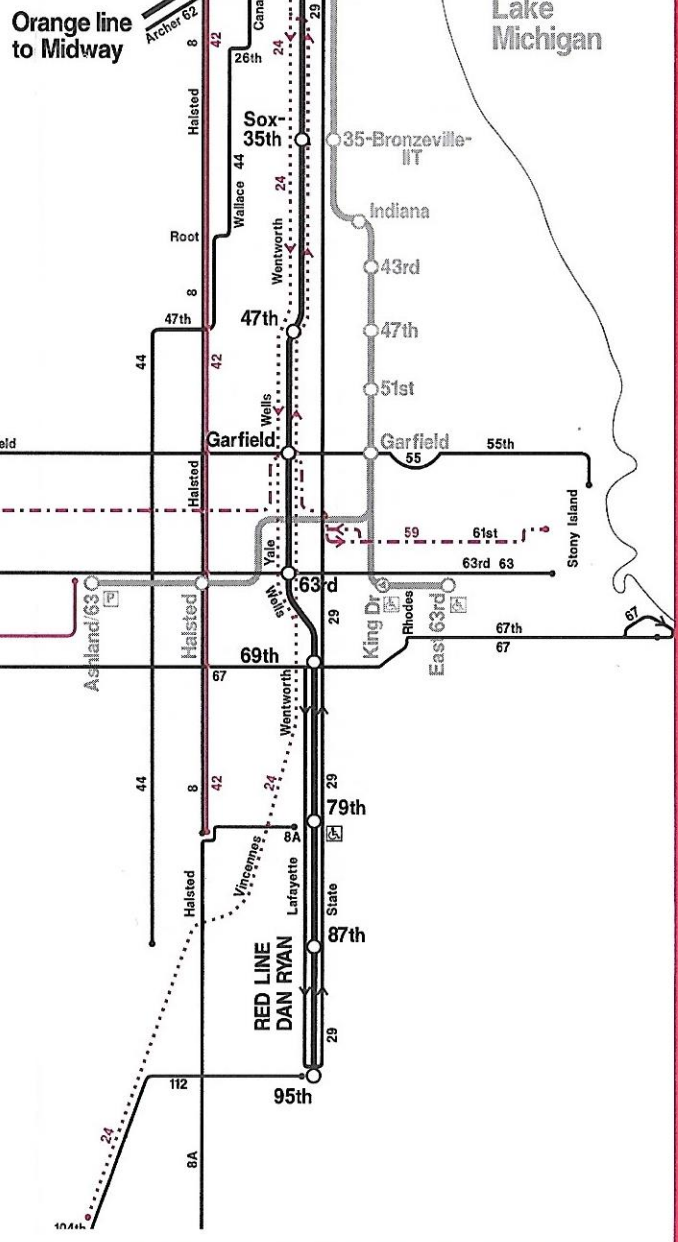 Orange line
to Midway
Archer 62
8
42
Halsted
Cana
26th
24
29
Lake
Michigan
Sox-
35th
35-Bronzeville-
IIT
44
Wallace
24
Root
Wentworth
Indiana
43rd
8
47th
44
42
47th
47th
51st
Wells
eld
Garfield
Garfield
55
55th
Halsted
59
61st
Stony Island
Yale
63rd 63
63rd
Wells
Ashland/63
P
Halsted
29
King Dr
Rhodes
East 63rd
67
67th
67
69th
67
Wentworth
44
8
42
24
29
79th
8A
Vincennes
Halsted
Lafayette
State
87th
RED LINE
DAN RYAN
29
112
95th
24
8A
104th